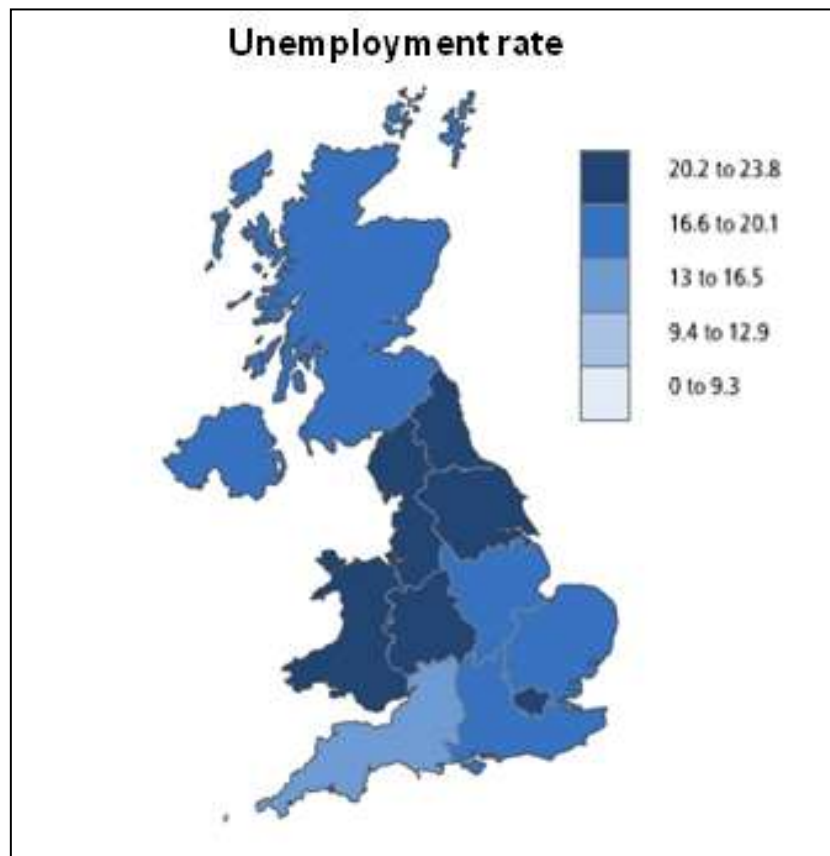 Unemployment rate
20.2 to 23.8
16.6 to 20.1
13 to 16.5
9.4 to 12.9
0 to 9.3